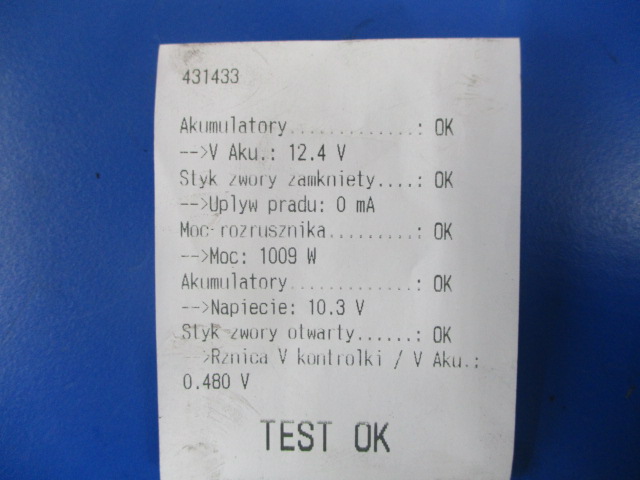 431433
Akumulatory.............: OK
-->V Aku.: 12.4 V
Styk zwory zamkniety....: OK
-->Uplyw pradu: 0 mA
Moc rozrusznika.........: OK
-->Moc: 1009 W
Akumulatory.............: OK
-->Napiecie: 10.3 V
Styk zwory otwarty......: OK
-->Rznica V kontrolki / V Aku.:
0.480 V
TEST OK